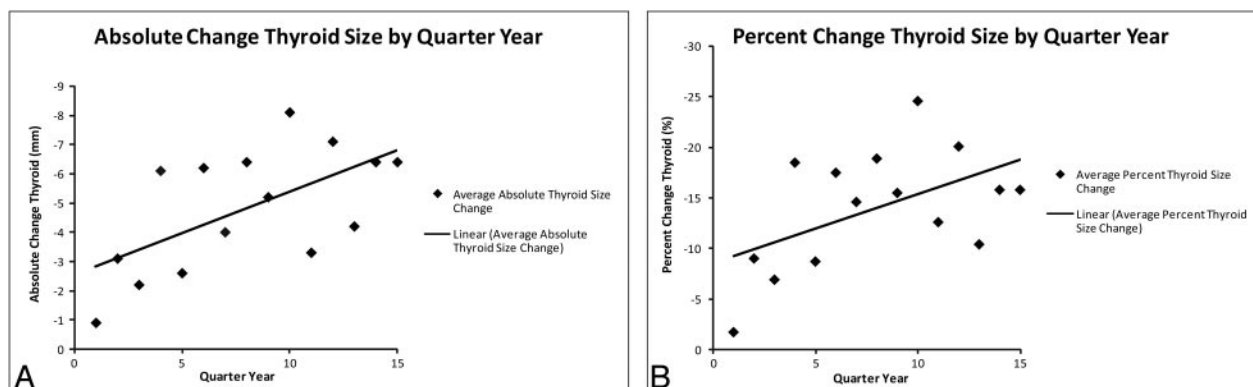 Absolute Change Thyroid Size by Quarter Year
-9
-8
-7
-6
-5
-4
-3
-2
-1
0
0
5
10
15
Absolute Change Thyroid (mm)
Quarter Year
Average Absolute Thyroid Size
Change
Linear (Average Absolute
Thyroid Size Change)
A
Percent Change Thyroid Size by Quarter Year
-30
-25
-20
-15
-10
-5
0
0
5
10
15
Percent Change Thyroid (%)
Quarter Year
Average Percent Thyroid Size
Change
Linear (Average Percent Thyroid
Size Change)
B